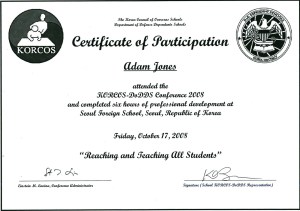 The Korea Council of Overseas Schools
Department of Defense Dependents Schools
KORCOS
Certificate of Participation
Adam Jones
attended the
KORCOS-DoDDS Conference 2008
and completed six hours of professional development at
Seoul Foreign School, Seoul, Republic of Korea
Friday, October 17, 2008
"Reaching and Teaching All Students"
Conference Administrator
Signature (School KORCOS-DoDDS Representative)